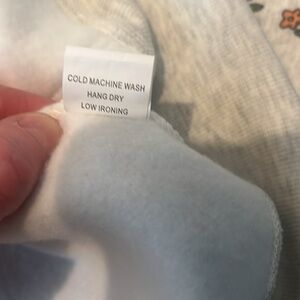 COLD MACHINE WASH
HANG DRY
LOW IRONING